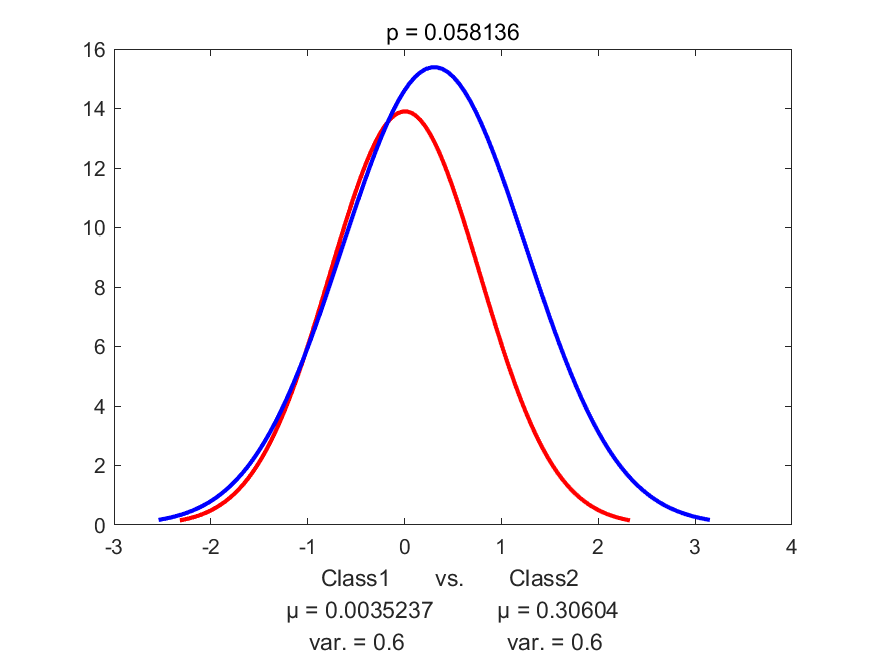 p = 0.058136
16
14
12
10
8
6
4
2
0
-3 -2 -1 0 1 2 3 4
Class1 vs. Class2
μ = 0.0035237 μ = 0.30604
var. = 0.6 var. = 0.6